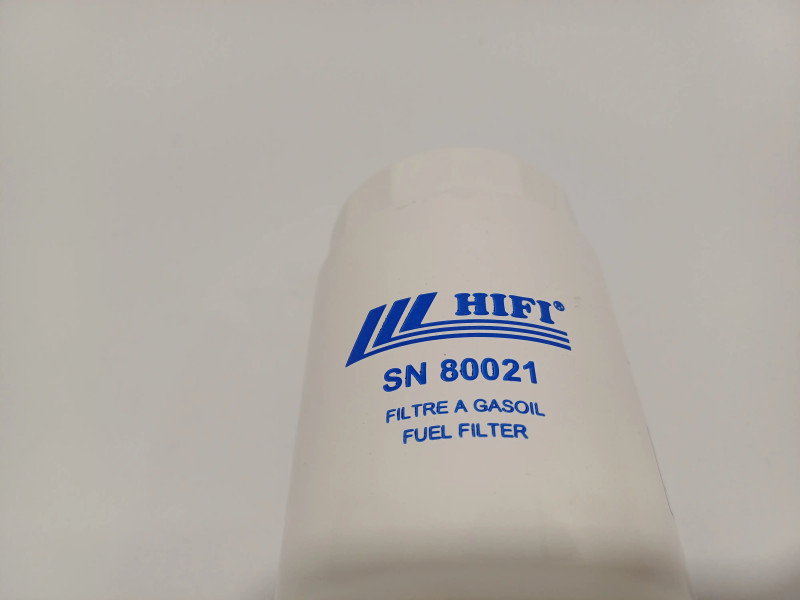 HIFI®
SN 80021
FILTRE A GASOIL
FUEL FILTER